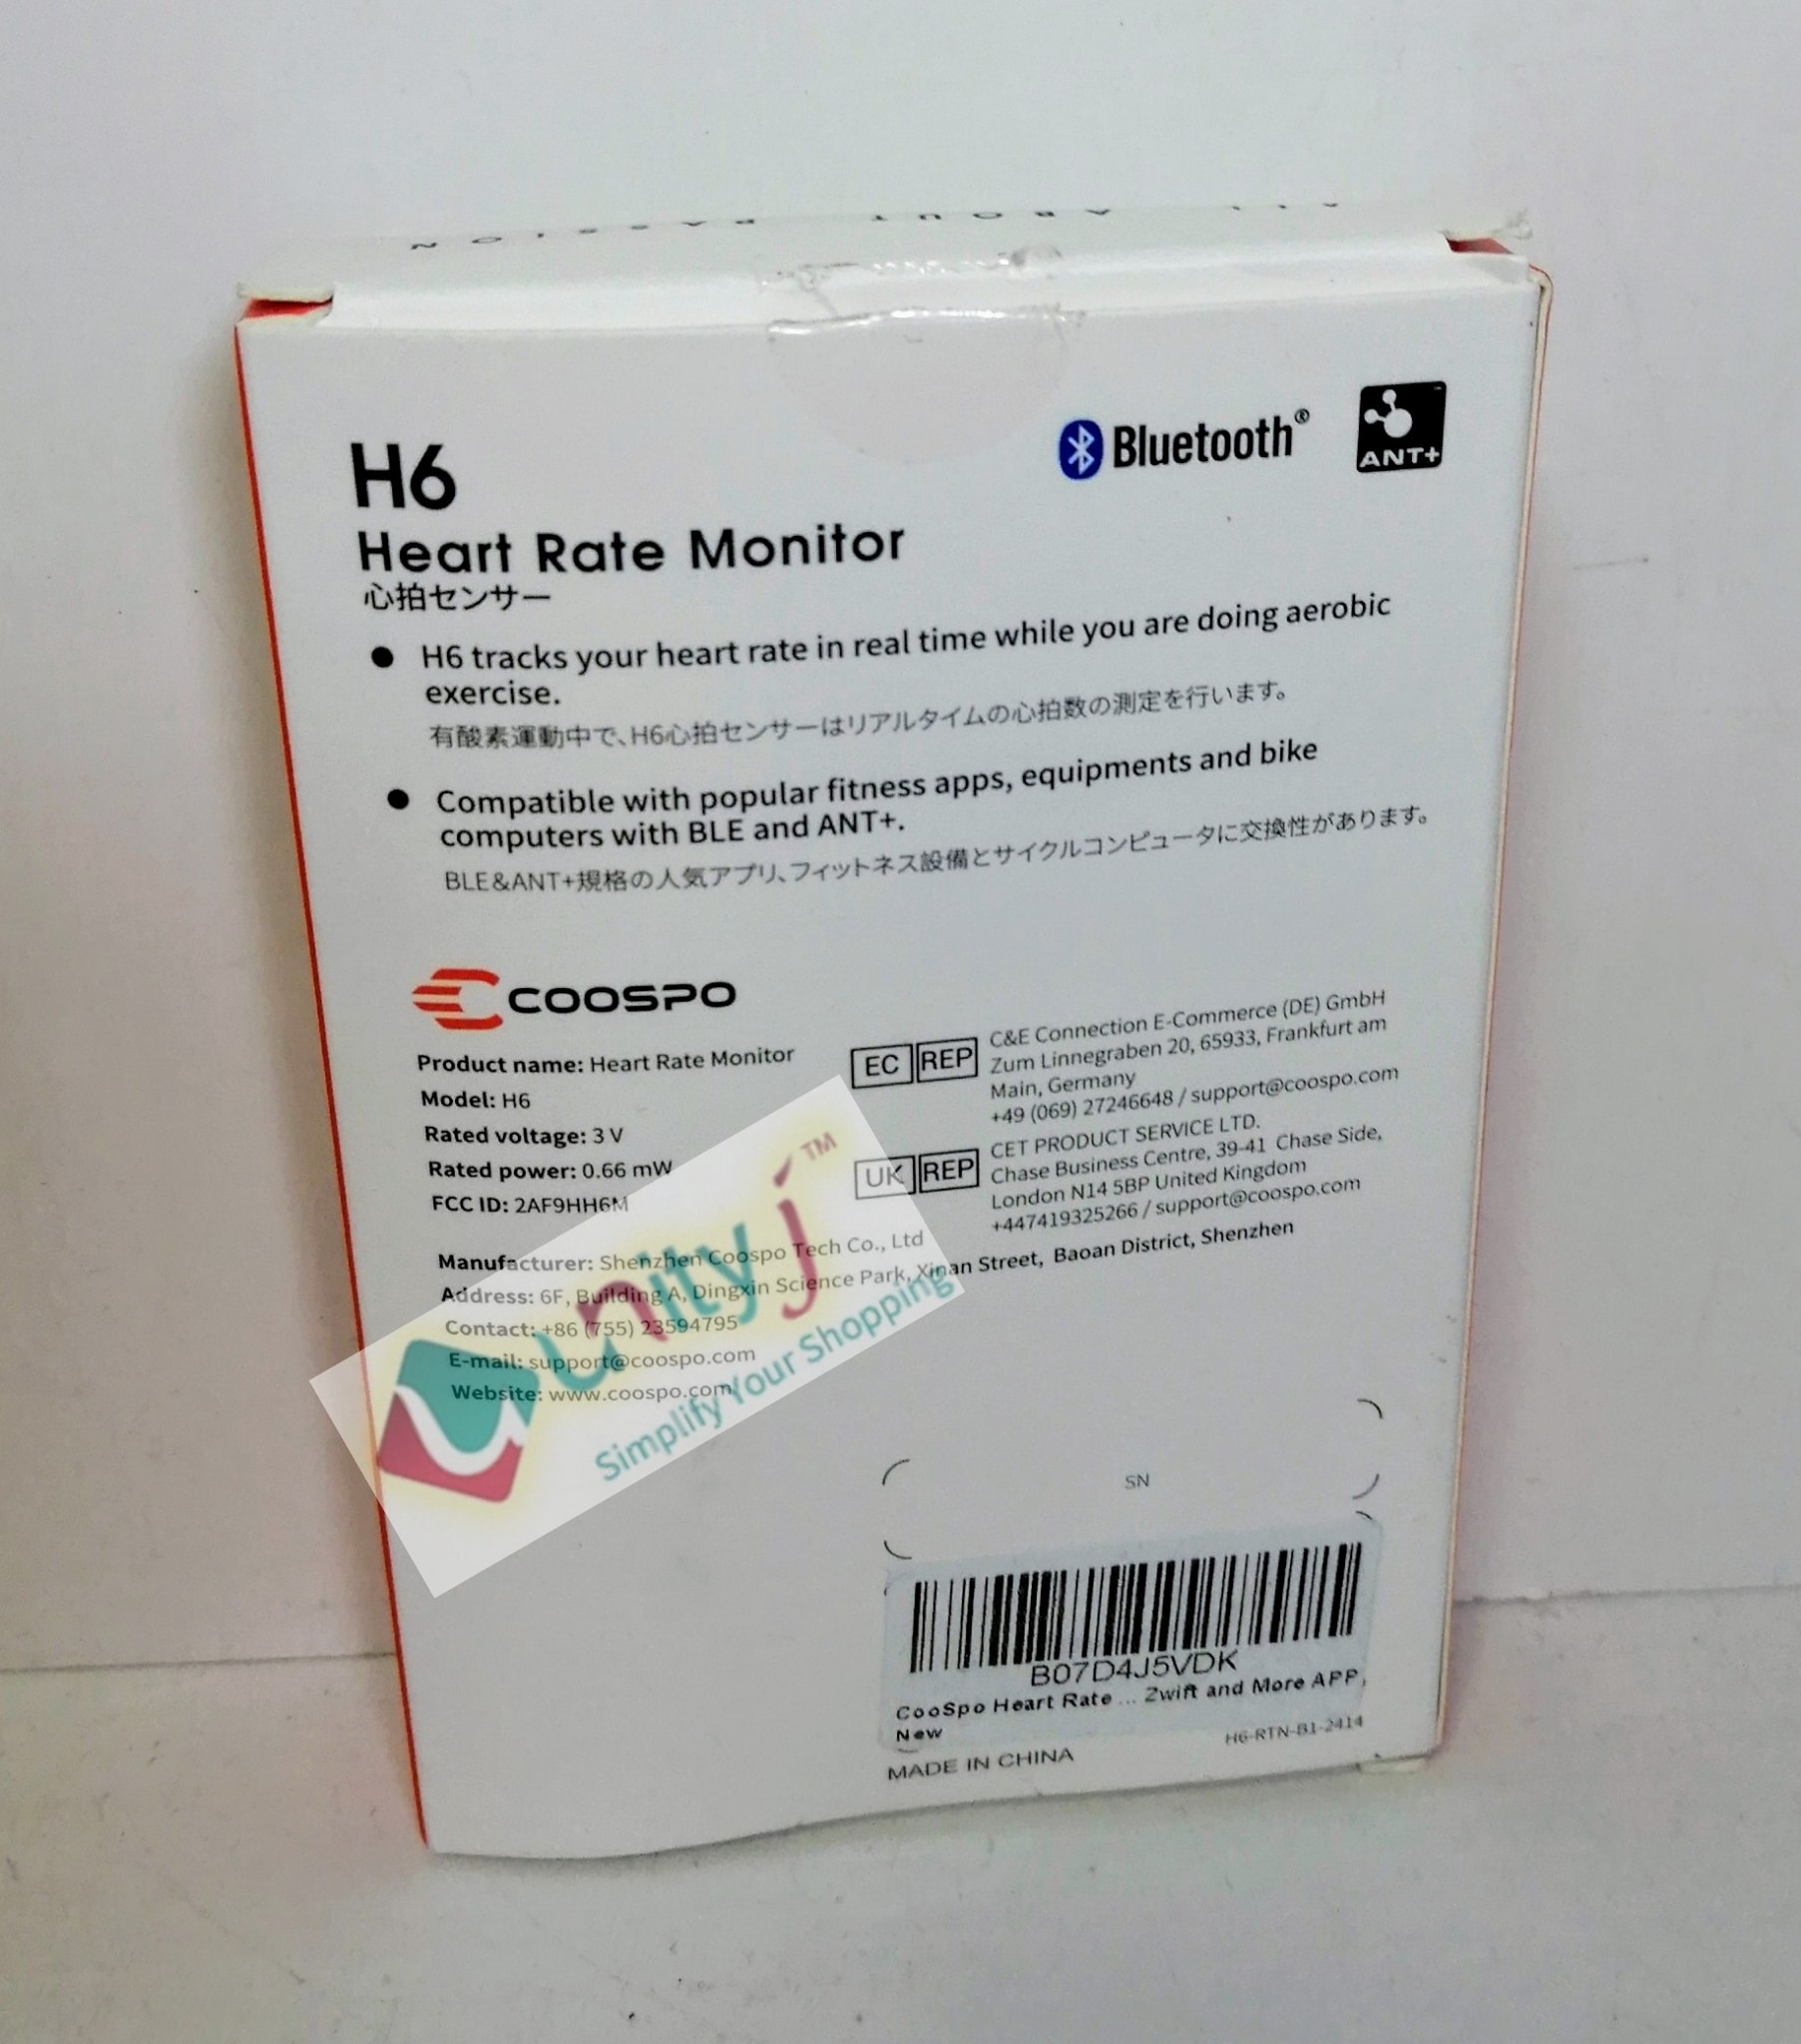 ALL ABOUT PASSION
H6
Bluetooth®
ANT+
Heart Rate Monitor
心拍センサー
● H6 tracks your heart rate in real time while you are doing aerobic
exercise.
有酸素運動中で、H6心拍センサーはリアルタイムの心拍数の測定を行います。
● Compatible with popular fitness apps, equipments and bike
computers with BLE and ANT+.
BLE&ANT+規格の人気アプリ、フィットネス設備とサイクルコンピュータに交換性があります。
COOSPO
Product name: Heart Rate Monitor
Model: H6
Rated voltage: 3 V
Rated power: 0.66 mW
FCC ID: 2AF9HH6M
EC REP
C&E Connection E-Commerce (DE) GmbH
Zum Linnegraben 20, 65933, Frankfurt am
Main, Germany
+49 (069) 27246648 / support@coospo.com
UK REP
CET PRODUCT SERVICE LTD.
Chase Business Centre, 39-41 Chase Side,
London N14 5BP United Kingdom
+447419325266 / support@coospo.com
Manufacturer: Shenzhen Coospo Tech Co., Ltd
Address: 6F, Building A, Dingxin Science Park, Xinan Street, Baoan District, Shenzhen
Contact: +86 (755) 23594795
E-mail: support@coospo.com
Website: www.coospo.com
unityj™
Simplify Your Shopping
SN
B07D4J5VDK
CooSpo Heart Rate ... Zwift and More APP,
New
MADE IN CHINA
H6-RTN-B1-2414